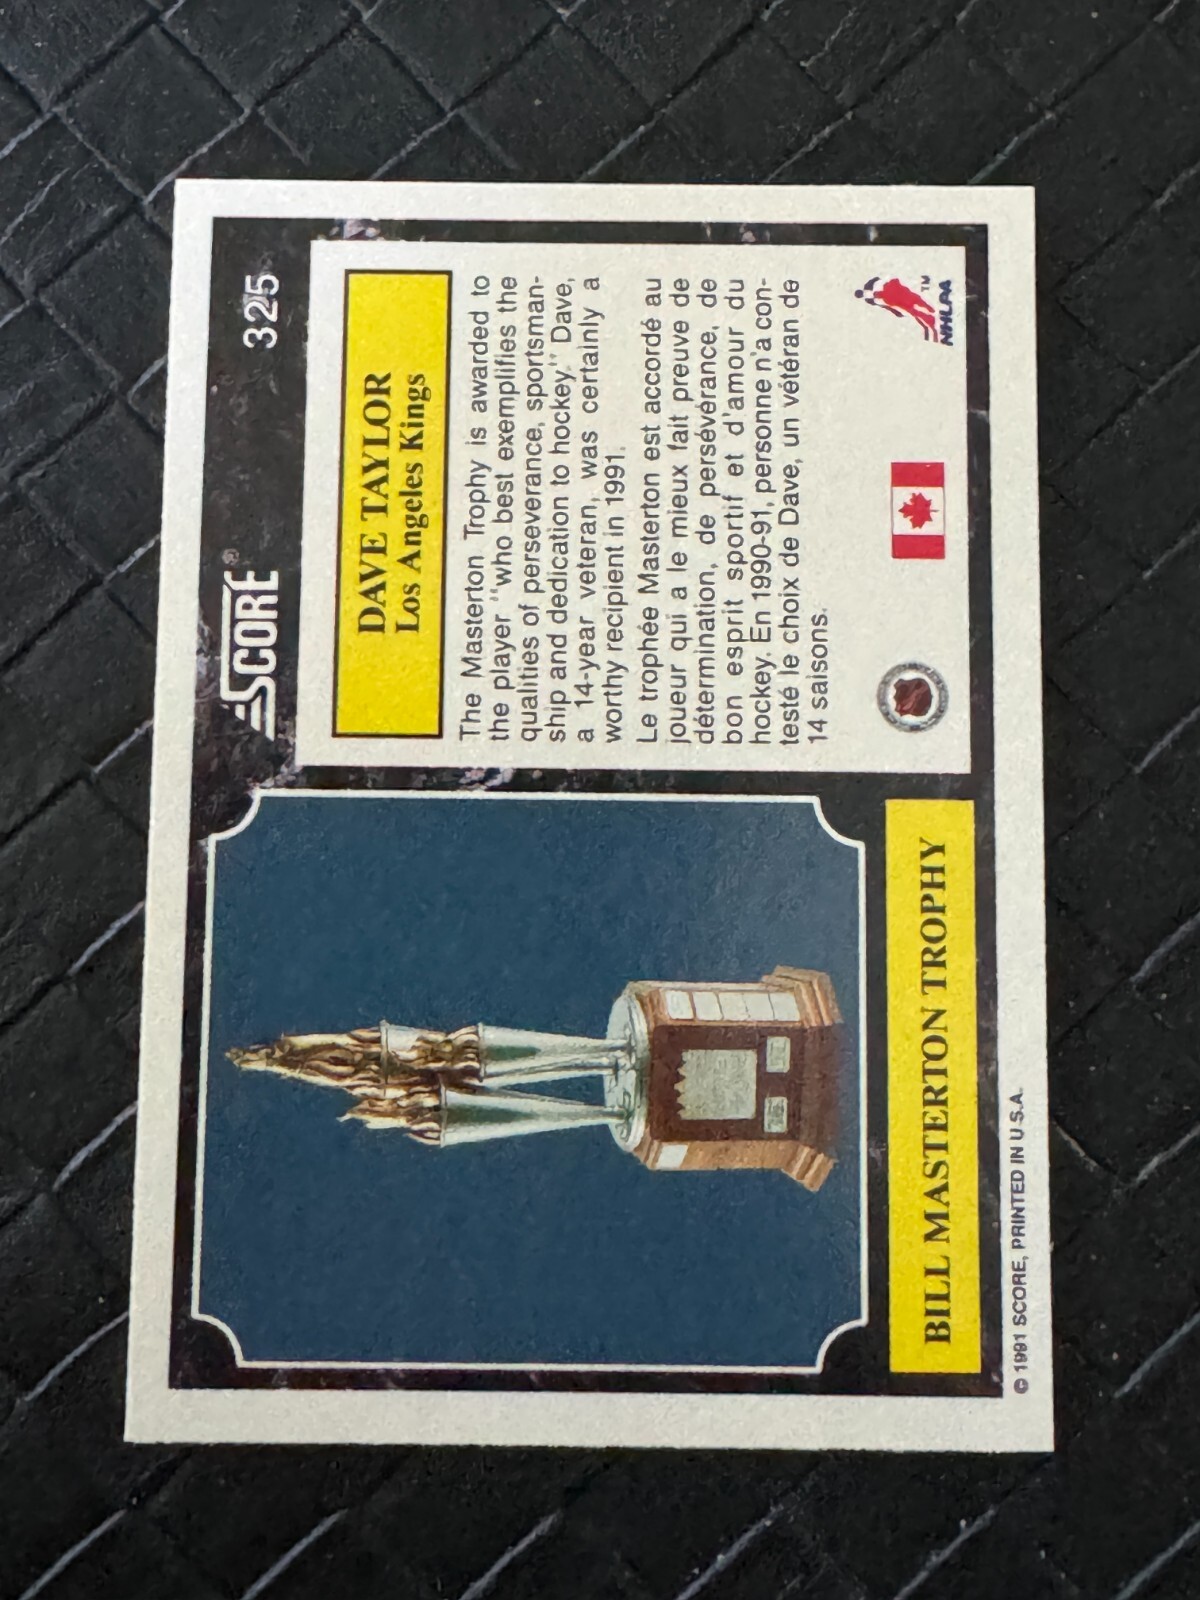 SCORE®
325
DAVE TAYLOR
Los Angeles Kings
The Masterton Trophy is awarded to
the player "who best exemplifies the
qualities of perseverance, sportsman-
ship and dedication to hockey." Dave,
a 14-year veteran, was certainly a
worthy recipient in 1991.
Le trophée Masterton est accordé au
joueur qui a le mieux fait preuve de
détermination, de persévérance, de
bon esprit sportif et d'amour du
hockey. En 1990-91, personne n'a con-
testé le choix de Dave, un vétéran de
14 saisons.
NHLPA
TM
BILL MASTERTON TROPHY
© 1991 SCORE, PRINTED IN U.S.A.